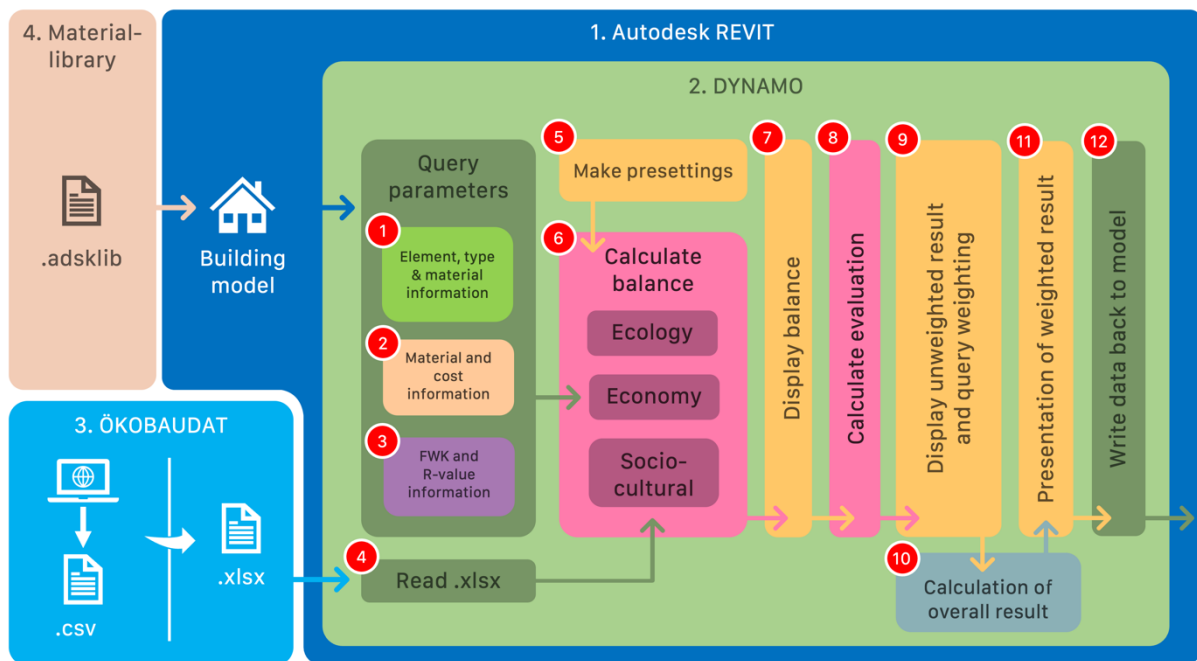 4. Material-
library
.adsklib
1. Autodesk REVIT
Building
model
2. DYNAMO
Query
parameters
1
Element, type
& material
information
2
Material and
cost
information
3
FWK and
R-value
information
4
Read .xlsx
5
Make presettings
6
Calculate
balance
Ecology
Economy
Socio-
cultural
7
Display balance
8
Calculate evaluation
9
Display unweighted result
and query weighting
10
Calculation of
overall result
11
Presentation of weighted result
12
Write data back to model
3. ÖKOBAUDAT
.csv
.xlsx